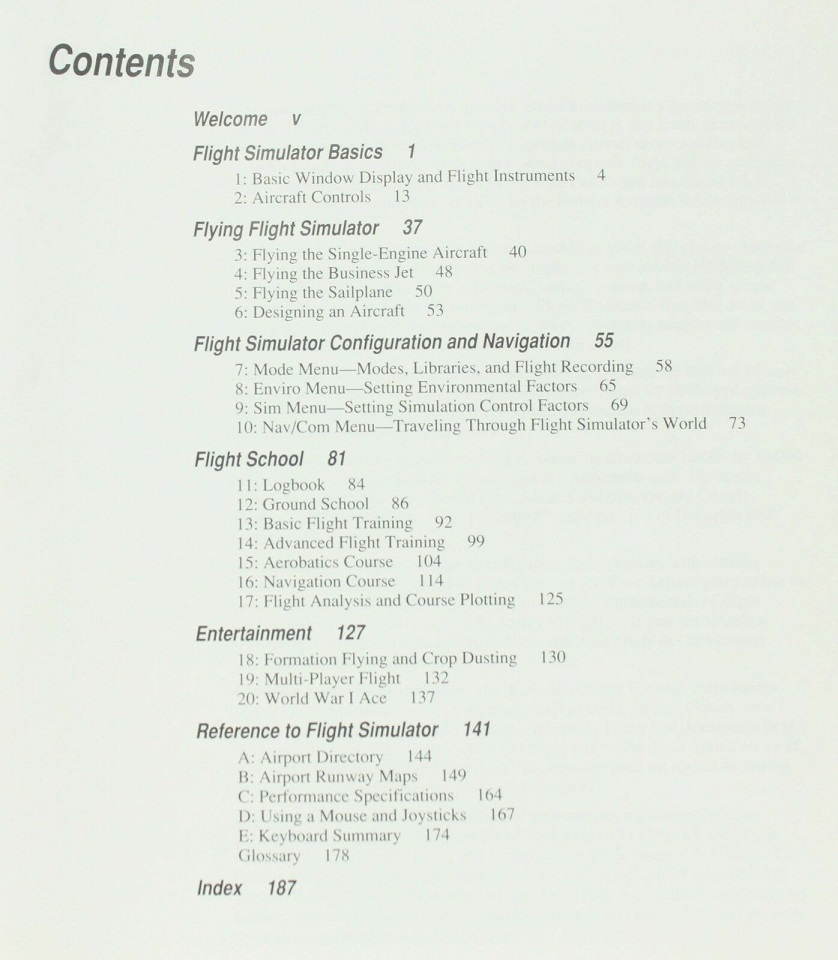 Contents
Welcome v
Flight Simulator Basics 1
1: Basic Window Display and Flight Instruments 4
2: Aircraft Controls 13
Flying Flight Simulator 37
3: Flying the Single-Engine Aircraft 40
4: Flying the Business Jet 48
5: Flying the Sailplane 50
6: Designing an Aircraft 53
Flight Simulator Configuration and Navigation 55
7: Mode Menu—Modes, Libraries, and Flight Recording 58
8: Enviro Menu—Setting Environmental Factors 65
9: Sim Menu—Setting Simulation Control Factors 69
10: Nav/Com Menu—Traveling Through Flight Simulator's World 73
Flight School 81
11: Logbook 84
12: Ground School 86
13: Basic Flight Training 92
14: Advanced Flight Training 99
15: Aerobatics Course 104
16: Navigation Course 114
17: Flight Analysis and Course Plotting 125
Entertainment 127
18: Formation Flying and Crop Dusting 130
19: Multi-Player Flight 132
20: World War I Ace 137
Reference to Flight Simulator 141
A: Airport Directory 144
B: Airport Runway Maps 149
C: Performance Specifications 164
D: Using a Mouse and Joysticks 167
E: Keyboard Summary 174
Glossary 178
Index 187